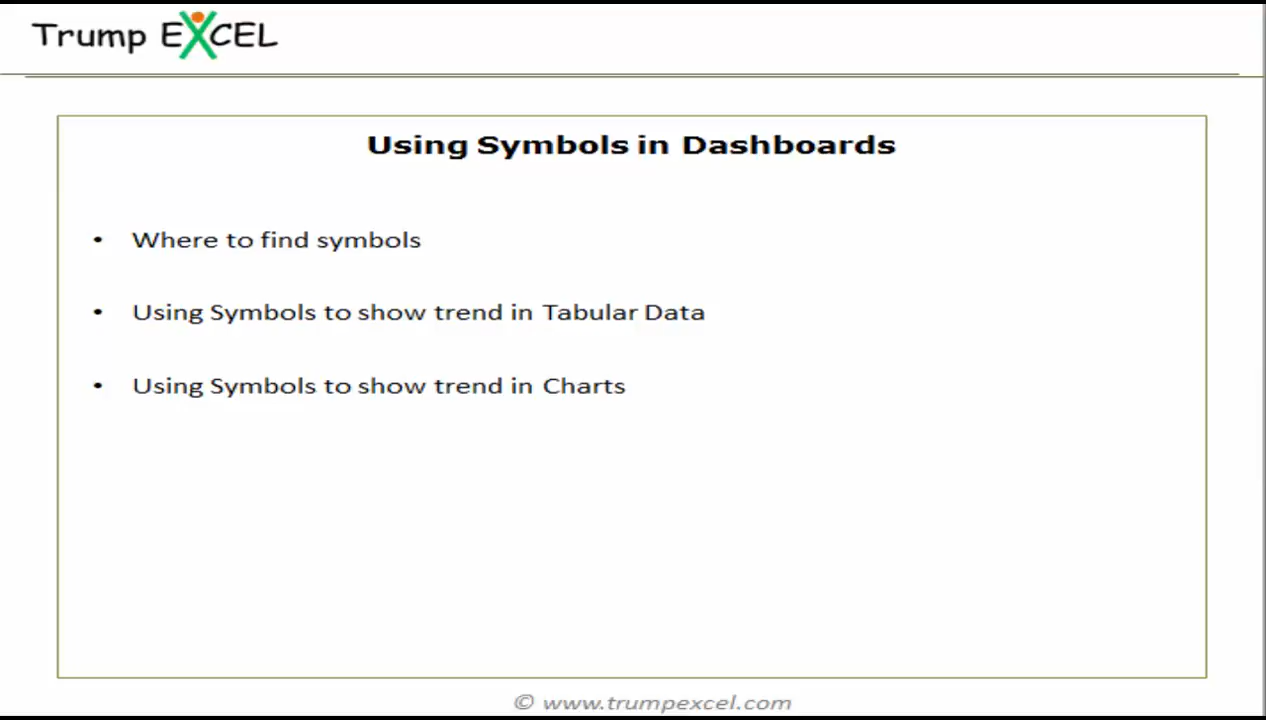 Trump EXCEL
Using Symbols in Dashboards
• Where to find symbols
• Using Symbols to show trend in Tabular Data
• Using Symbols to show trend in Charts
© www.trumpexcel.com